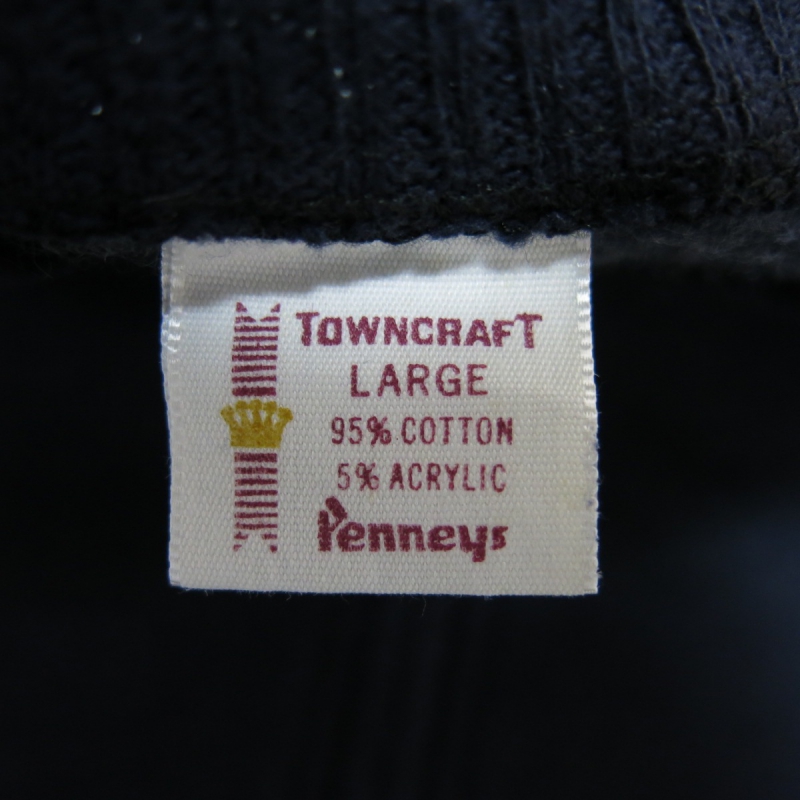 TOWNCRAFT
LARGE
95% COTTON
5% ACRYLIC
Penneys